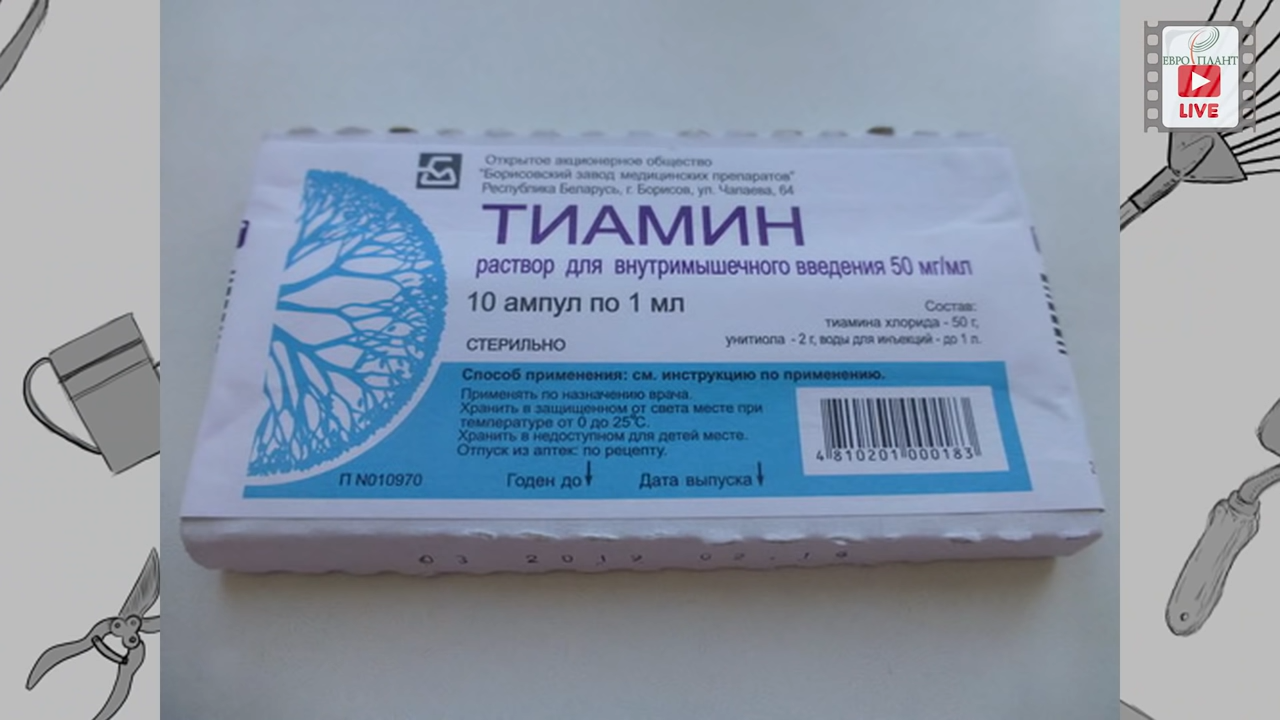 ЕВРО ПЛАНТ
LIVE
Открытое акционерное общество
"Борисовский завод медицинских препаратов"
Республика Беларусь, г. Борисов, ул. Чапаева, 64
ТИАМИН
раствор для внутримышечного введения 50 мг/мл
10 ампул по 1 мл
Состав:
тиамина хлорида - 50 г,
унитиола - 2 г, воды для инъекций - до 1 л.
СТЕРИЛЬНО
Способ применения: см. инструкцию по применению.
Применять по назначению врача.
Хранить в защищенном от света месте при
температуре от 0 до 25°С.
Хранить в недоступном для детей месте.
Отпуск из аптек: по рецепту.
4 810201 000183
П N010970
Годен до
Дата выпуска
03 2019